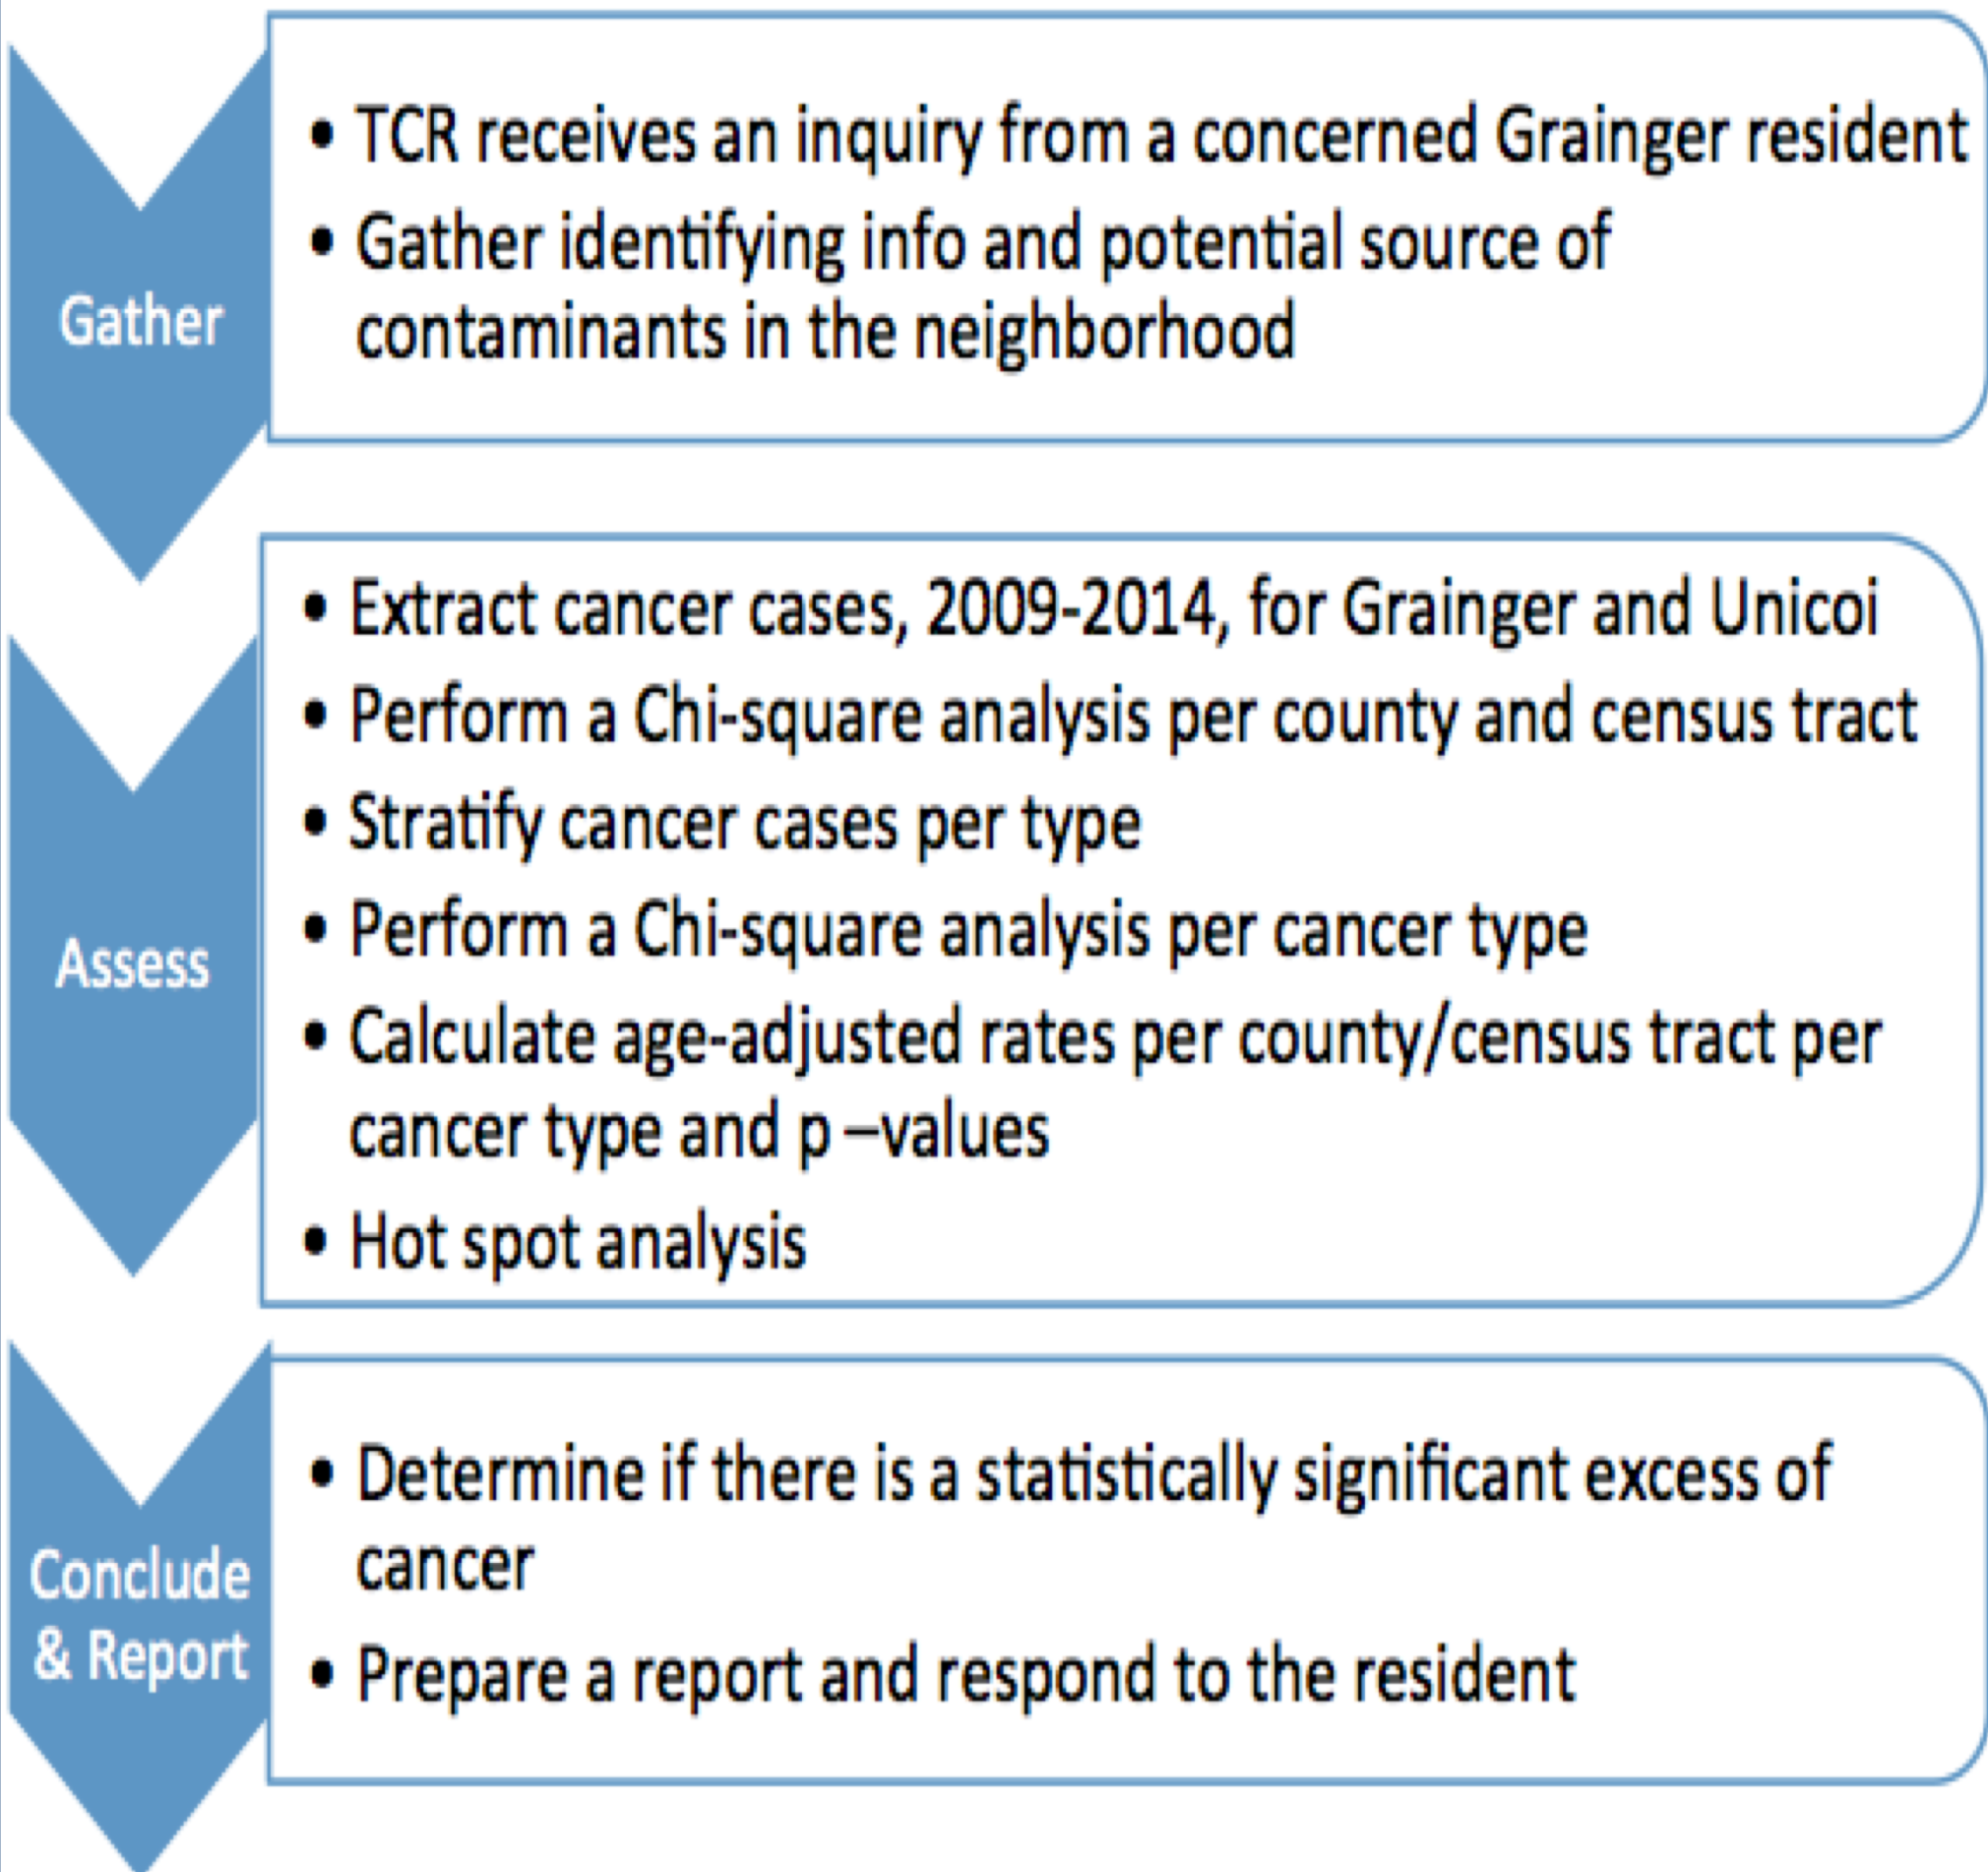 Gather
• TCR receives an inquiry from a concerned Grainger resident
• Gather identifying info and potential source of
contaminants in the neighborhood
Assess
• Extract cancer cases, 2009-2014, for Grainger and Unicoi
• Perform a Chi-square analysis per county and census tract
• Stratify cancer cases per type
• Perform a Chi-square analysis per cancer type
• Calculate age-adjusted rates per county/census tract per
cancer type and p –values
• Hot spot analysis
Conclude
& Report
• Determine if there is a statistically significant excess of
cancer
• Prepare a report and respond to the resident